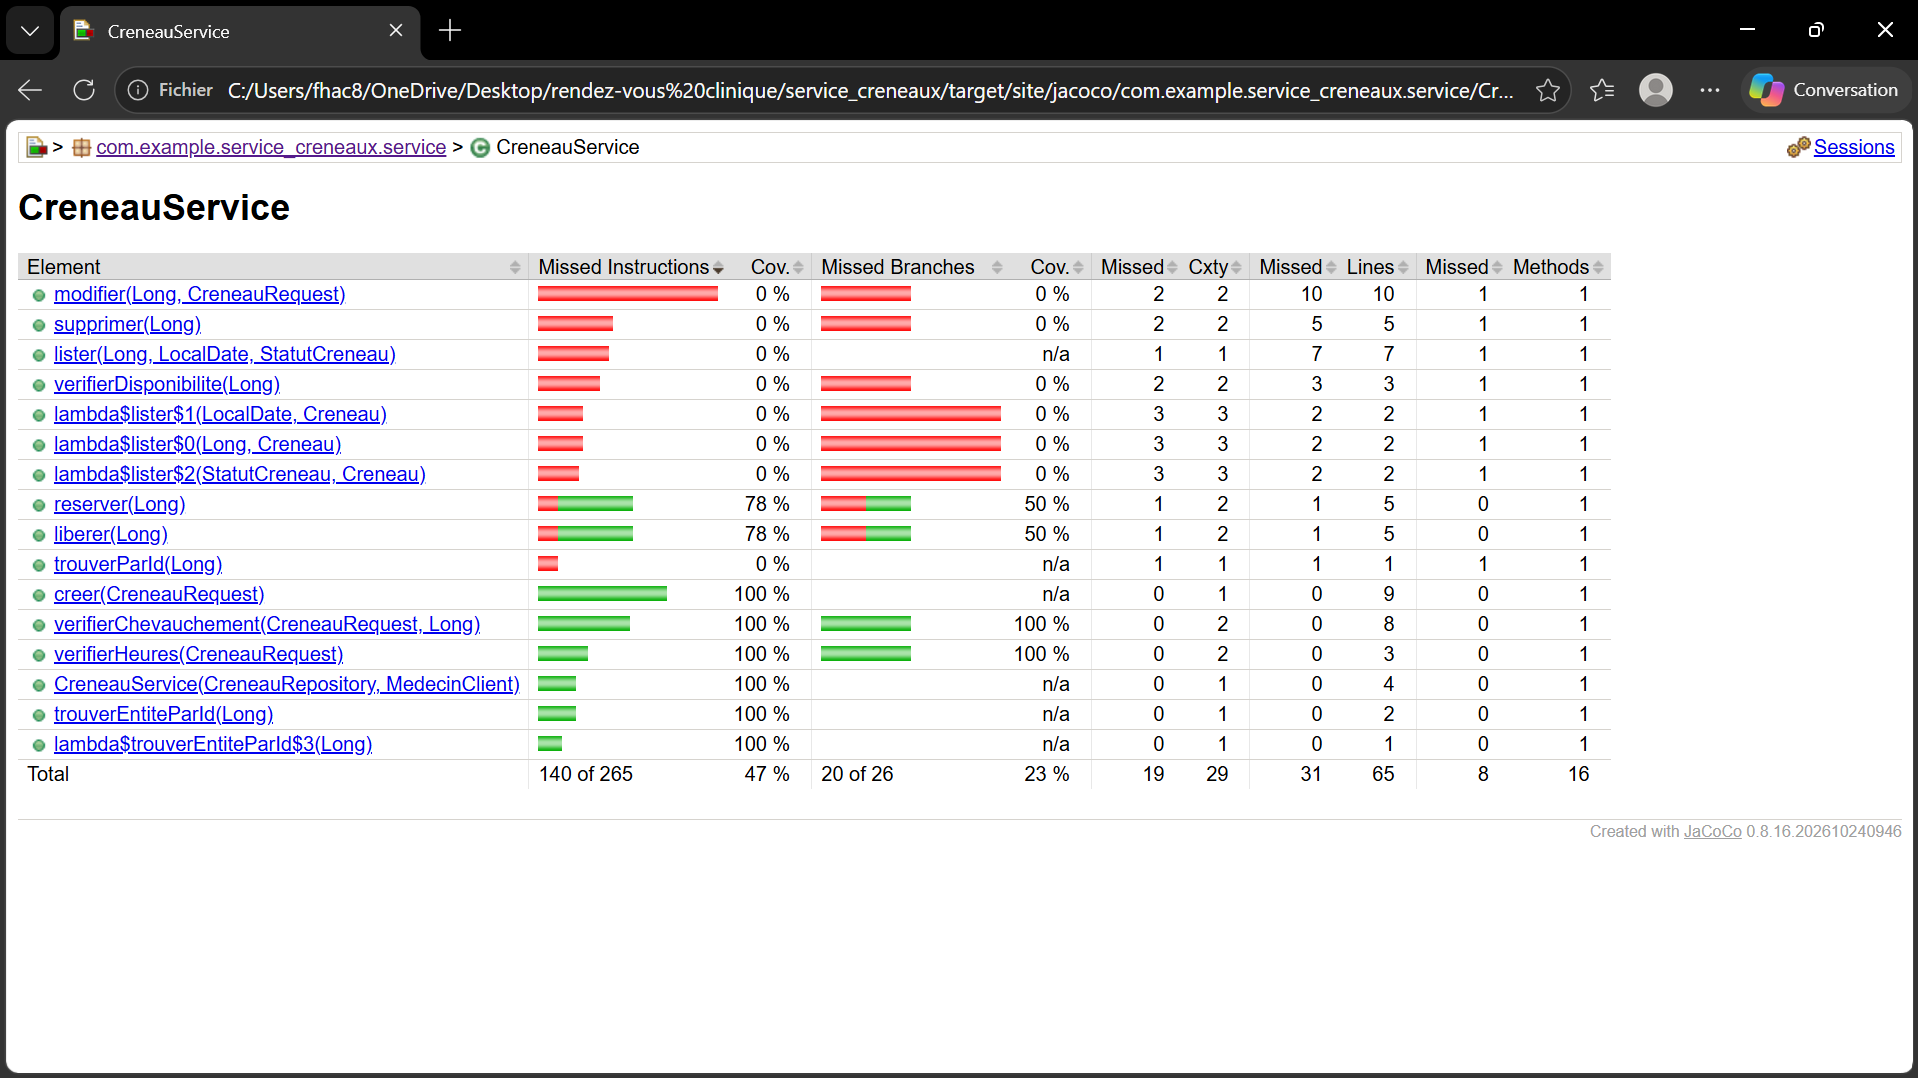 CreneauService
Fichier C:/Users/fhac8/OneDrive/Desktop/rendez-vous%20clinique/service_creneaux/target/site/jacoco/com.example.service_creneaux.service/Cr... Conversation
> com.example.service_creneaux.service > CreneauService Sessions
CreneauService
Element Missed Instructions Cov. Missed Branches Cov. Missed Cxty Missed Lines Missed Methods
modifier(Long, CreneauRequest) 0 % 0 % 2 2 10 10 1 1
supprimer(Long) 0 % 0 % 2 2 5 5 1 1
lister(Long, LocalDate, StatutCreneau) 0 % n/a 1 1 7 7 1 1
verifierDisponibilite(Long) 0 % 0 % 2 2 3 3 1 1
lambda$lister$1(LocalDate, Creneau) 0 % 0 % 3 3 2 2 1 1
lambda$lister$0(Long, Creneau) 0 % 0 % 3 3 2 2 1 1
lambda$lister$2(StatutCreneau, Creneau) 0 % 0 % 3 3 2 2 1 1
reserver(Long) 78 % 50 % 1 2 1 5 0 1
liberer(Long) 78 % 50 % 1 2 1 5 0 1
trouverParId(Long) 0 % n/a 1 1 1 1 1 1
creer(CreneauRequest) 100 % n/a 0 1 0 9 0 1
verifierChevauchement(CreneauRequest, Long) 100 % 100 % 0 2 0 8 0 1
verifierHeures(CreneauRequest) 100 % 100 % 0 2 0 3 0 1
CreneauService(CreneauRepository, MedecinClient) 100 % n/a 0 1 0 4 0 1
trouverEntiteParId(Long) 100 % n/a 0 1 0 2 0 1
lambda$trouverEntiteParId$3(Long) 100 % n/a 0 1 0 1 0 1
Total 140 of 265 47 % 20 of 26 23 % 19 29 31 65 8 16
Created with JaCoCo 0.8.16.202610240946